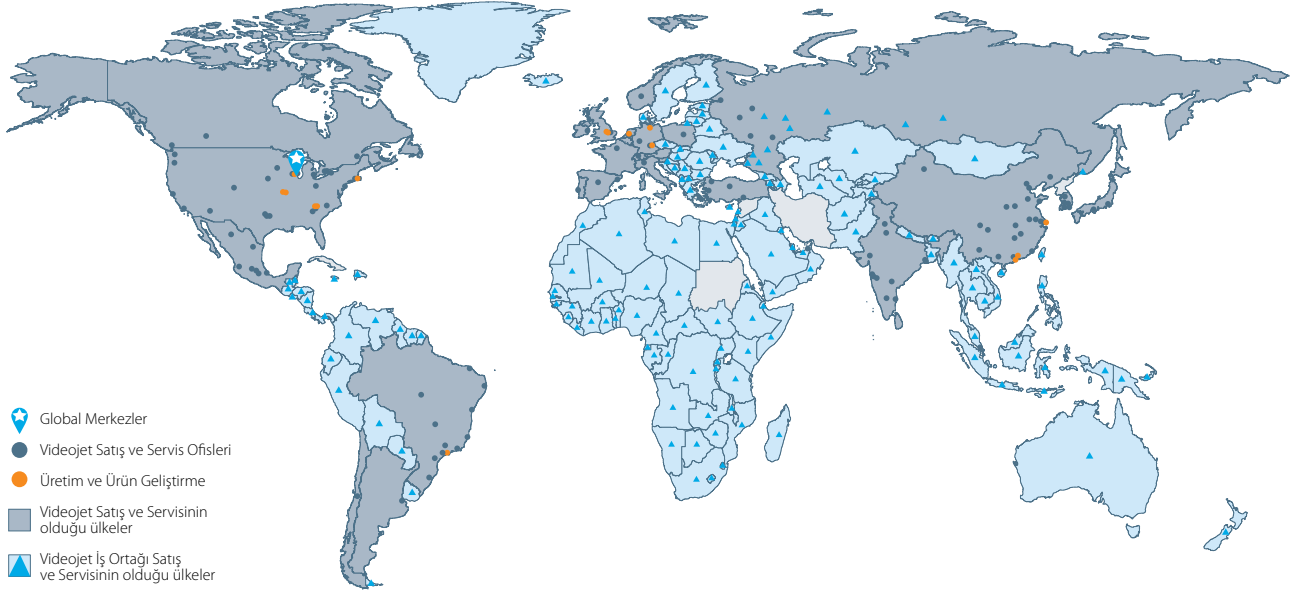 Global Merkezler
Videojet Satış ve Servis Ofisleri
Üretim ve Ürün Geliştirme
Videojet Satış ve Servisinin
olduğu ülkeler
Videojet İş Ortağı Satış
ve Servisinin olduğu ülkeler